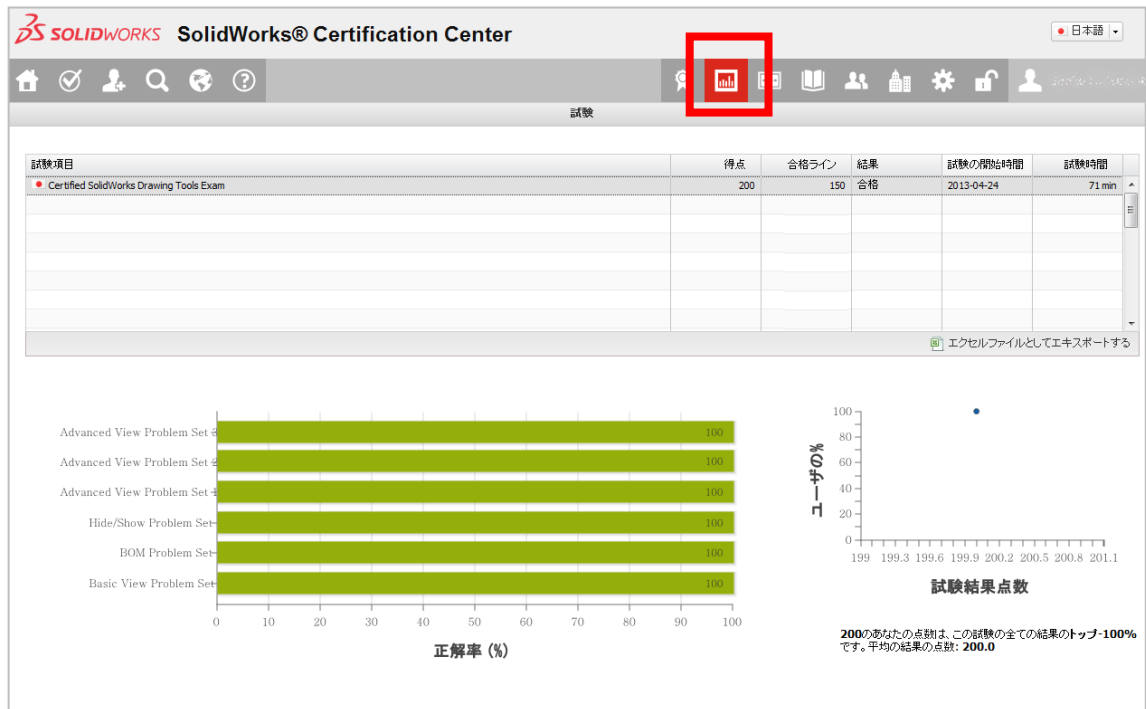 SOLIDWORKS SolidWorks® Certification Center
日本語
試験
試験項目 得点 合格ライン 結果 試験の開始時間 試験時間
Certified SolidWorks Drawing Tools Exam 200 150 合格 2013-04-24 71 min
エクセルファイルとしてエキスポートする
Advanced View Problem Set 3 100
Advanced View Problem Set 2 100
Advanced View Problem Set 1 100
Hide/Show Problem Set 100
BOM Problem Set 100
Basic View Problem Set 100
0 10 20 30 40 50 60 70 80 90 100
正解率 (%)
100
80
60
40
20
0
ユーザの%
199 199.3 199.6 199.9 200.2 200.5 200.8 201.1
試験結果点数
200のあなたの点数は、この試験の全ての結果のトップ-100%
です。平均の結果の点数: 200.0